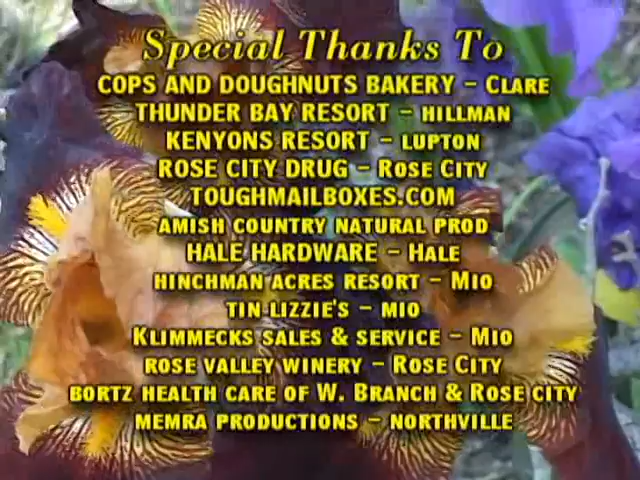 Special Thanks To
COPS AND DOUGHNUTS BAKERY - CLARE
THUNDER BAY RESORT - HILLMAN
KENYONS RESORT - LUPTON
ROSE CITY DRUG - ROSE CITY
TOUGHMAILBOXES.COM
AMISH COUNTRY NATURAL PROD
HALE HARDWARE - HALE
HINCHMAN ACRES RESORT - MIO
TIN LIZZIE'S - MIO
KLIMMECKS SALES & SERVICE - MIO
ROSE VALLEY WINERY - ROSE CITY
BORTZ HEALTH CARE OF W. BRANCH & ROSE CITY
MEMRA PRODUCTIONS - NORTHVILLE